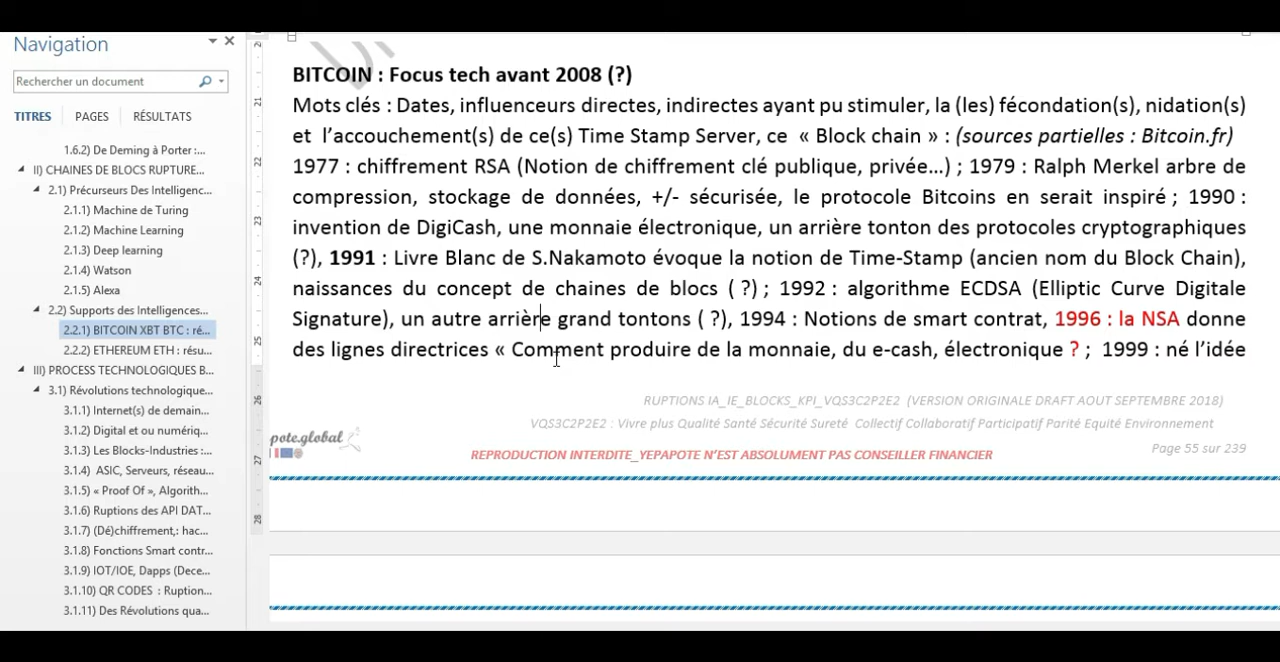 Navigation
Rechercher un document
TITRES PAGES RÉSULTATS
1.6.2) De Deming à Porter :...
II) CHAINES DE BLOCS RUPTURE...
2.1) Précurseurs Des Intelligenc...
2.1.1) Machine de Turing
2.1.2) Machine Learning
2.1.3) Deep learning
2.1.4) Watson
2.1.5) Alexa
2.2) Supports des Intelligences...
2.2.1) BITCOIN XBT BTC : ré...
2.2.2) ETHEREUM ETH : résu...
III) PROCESS TECHNOLOGIQUES B...
3.1) Révolutions technologique...
3.1.1) Internet(s) de demain...
3.1.2) Digital et ou numériq...
3.1.3) Les Blocks-Industries :...
3.1.4) ASIC, Serveurs, réseau...
3.1.5) « Proof Of », Algorith...
3.1.6) Ruptions des API DAT...
3.1.7) (Dé)chiffrement,: hac...
3.1.8) Fonctions Smart contr...
3.1.9) IOT/IOE, Dapps (Dece...
3.1.10) QR CODES : Ruption...
3.1.11) Des Révolutions qua...
21
22
23
24
25
26
27
28
BITCOIN : Focus tech avant 2008 (?)
Mots clés : Dates, influenceurs directes, indirectes ayant pu stimuler, la (les) fécondation(s), nidation(s)
et l'accouchement(s) de ce(s) Time Stamp Server, ce « Block chain » : (sources partielles : Bitcoin.fr)
1977 : chiffrement RSA (Notion de chiffrement clé publique, privée...) ; 1979 : Ralph Merkel arbre de
compression, stockage de données, +/- sécurisée, le protocole Bitcoins en serait inspiré ; 1990 :
invention de DigiCash, une monnaie électronique, un arrière tonton des protocoles cryptographiques
(?), 1991 : Livre Blanc de S.Nakamoto évoque la notion de Time-Stamp (ancien nom du Block Chain),
naissances du concept de chaines de blocs ( ?) ; 1992 : algorithme ECDSA (Elliptic Curve Digitale
Signature), un autre arrière grand tontons ( ?), 1994 : Notions de smart contrat, 1996 : la NSA donne
des lignes directrices « Comment produire de la monnaie, du e-cash, électronique ? ; 1999 : né l'idée
RUPTIONS IA_IE_BLOCKS_KPI_VQS3C2P2E2 (VERSION ORIGINALE DRAFT AOUT SEPTEMBRE 2018)
VQS3C2P2E2 : Vivre plus Qualité Santé Sécurité Sureté Collectif Collaboratif Participatif Parité Equité Environnement
pote.global
Page 55 sur 239
REPRODUCTION INTERDITE_YEPAPOTE N'EST ABSOLUMENT PAS CONSEILLER FINANCIER